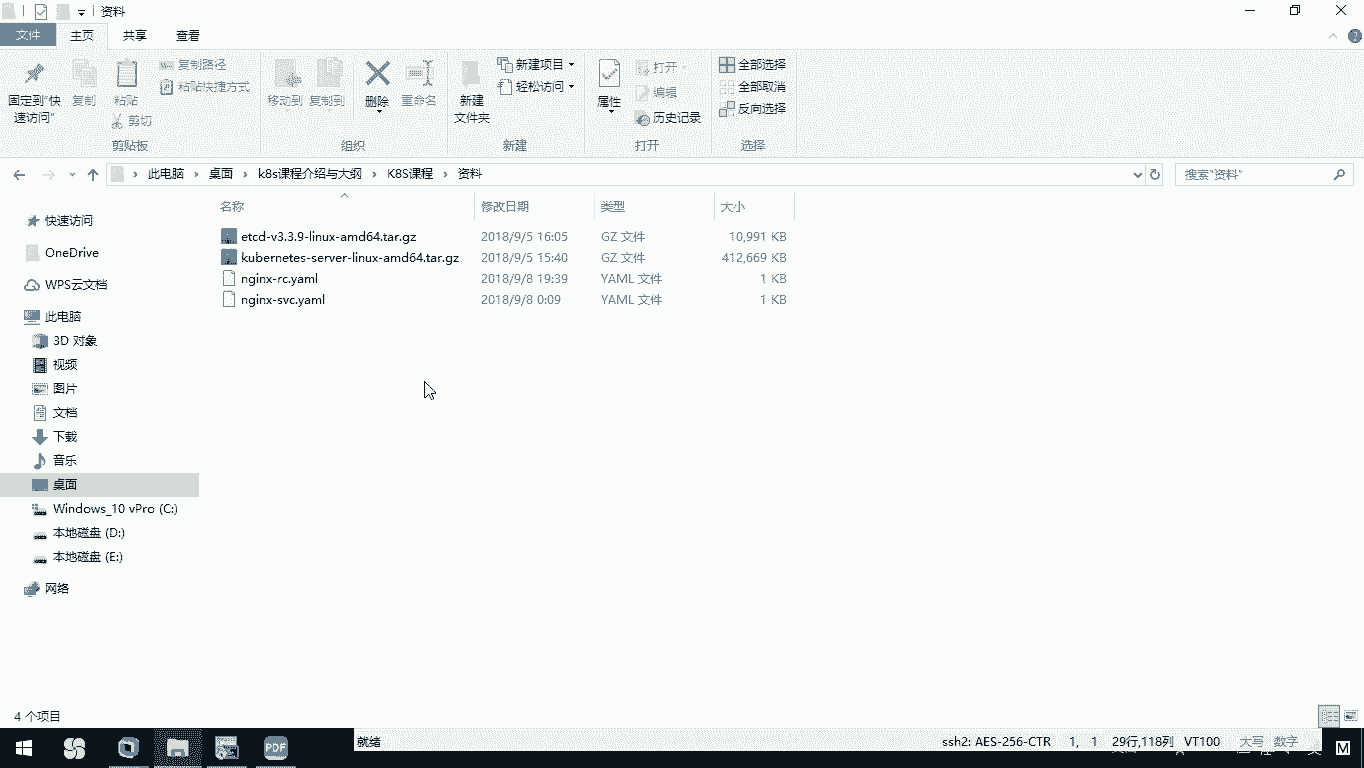 资料
文件 主页 共享 查看
固定到"快速访问" 复制 粘贴 复制路径 粘贴快捷方式 剪切 移动到 复制到 删除 重命名 新建文件夹 新建项目 轻松访问 属性 打开 编辑 历史记录 全部选择 全部取消 反向选择
剪贴板 组织 新建 打开 选择
此电脑 › 桌面 › k8s课程介绍与大纲 › K8S课程 › 资料 搜索"资料"
名称 修改日期 类型 大小
etcd-v3.3.9-linux-amd64.tar.gz 2018/9/5 16:05 GZ 文件 10,991 KB
kubernetes-server-linux-amd64.tar.gz 2018/9/5 15:40 GZ 文件 412,669 KB
nginx-rc.yaml 2018/9/8 19:39 YAML 文件 1 KB
nginx-svc.yaml 2018/9/8 0:09 YAML 文件 1 KB
快速访问
OneDrive
WPS云文档
此电脑
3D 对象
视频
图片
文档
下载
音乐
桌面
Windows_10 vPro (C:)
本地磁盘 (D:)
本地磁盘 (E:)
网络
4 个项目
PDF 就绪 ssh2: AES-256-CTR 1, 1 29行,118列 VT100 大写 数字 M